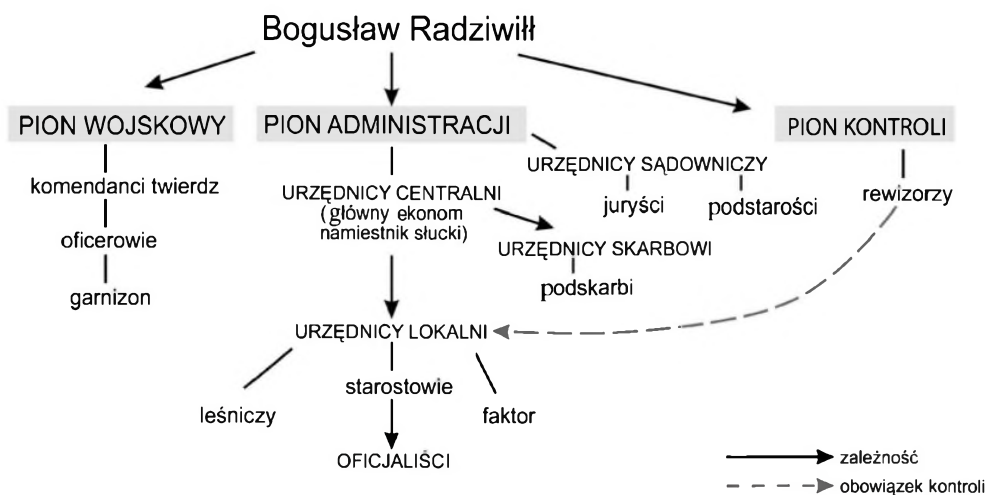 Bogusław Radziwiłł
PION WOJSKOWY
komendanci twierdz
oficerowie
garnizon
PION ADMINISTRACJI
URZĘDNICY SĄDOWNICZY
juryści
podstarości
URZĘDNICY CENTRALNI
(główny ekonom
namiestnik słucki)
URZĘDNICY SKARBOWI
podskarbi
URZĘDNICY LOKALNI
leśniczy
starostowie
faktor
OFICJALIŚCI
PION KONTROLI
rewizorzy
zależność
obowiązek kontroli